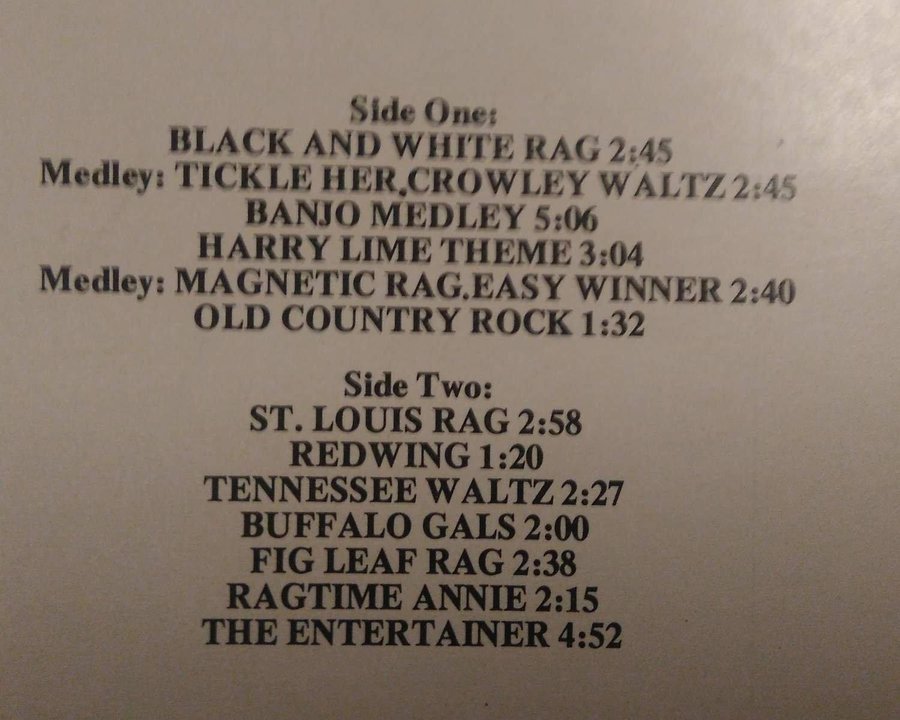 Side One:
BLACK AND WHITE RAG 2:45
Medley: TICKLE HER.CROWLEY WALTZ 2:45
BANJO MEDLEY 5:06
HARRY LIME THEME 3:04
Medley: MAGNETIC RAG.EASY WINNER 2:40
OLD COUNTRY ROCK 1:32
Side Two:
ST. LOUIS RAG 2:58
REDWING 1:20
TENNESSEE WALTZ 2:27
BUFFALO GALS 2:00
FIG LEAF RAG 2:38
RAGTIME ANNIE 2:15
THE ENTERTAINER 4:52